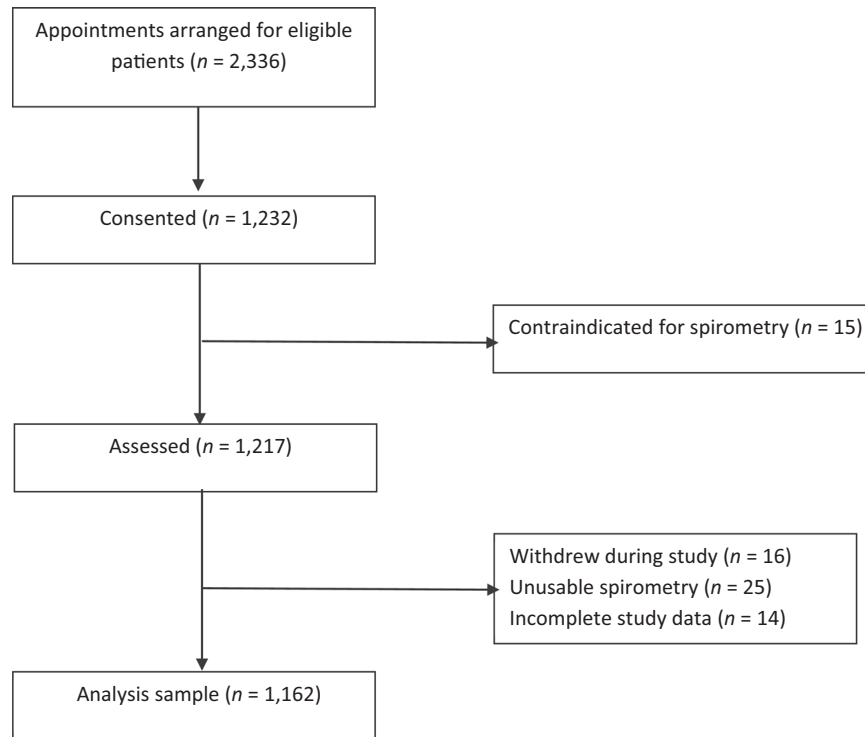 Appointments arranged for eligible
patients (n = 2,336)
Consented (n = 1,232)
Contraindicated for spirometry (n = 15)
Assessed (n = 1,217)
Withdrew during study (n = 16)
Unusable spirometry (n = 25)
Incomplete study data (n = 14)
Analysis sample (n = 1,162)